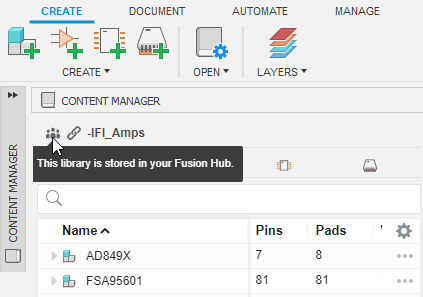 CREATE DOCUMENT AUTOMATE MANAGE
CREATE OPEN LAYERS
CONTENT MANAGER
CONTENT MANAGER
-IFI_Amps
This library is stored in your Fusion Hub.
Name Pins Pads
AD849X 7 8
FSA95601 81 81